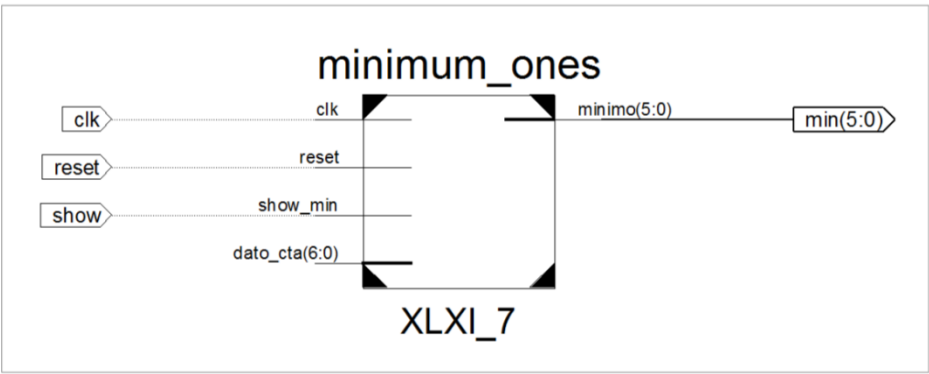 minimum_ones
clk clk minimo(5:0) min(5:0)
reset reset
show show_min
dato_cta(6:0)
XLXI_7